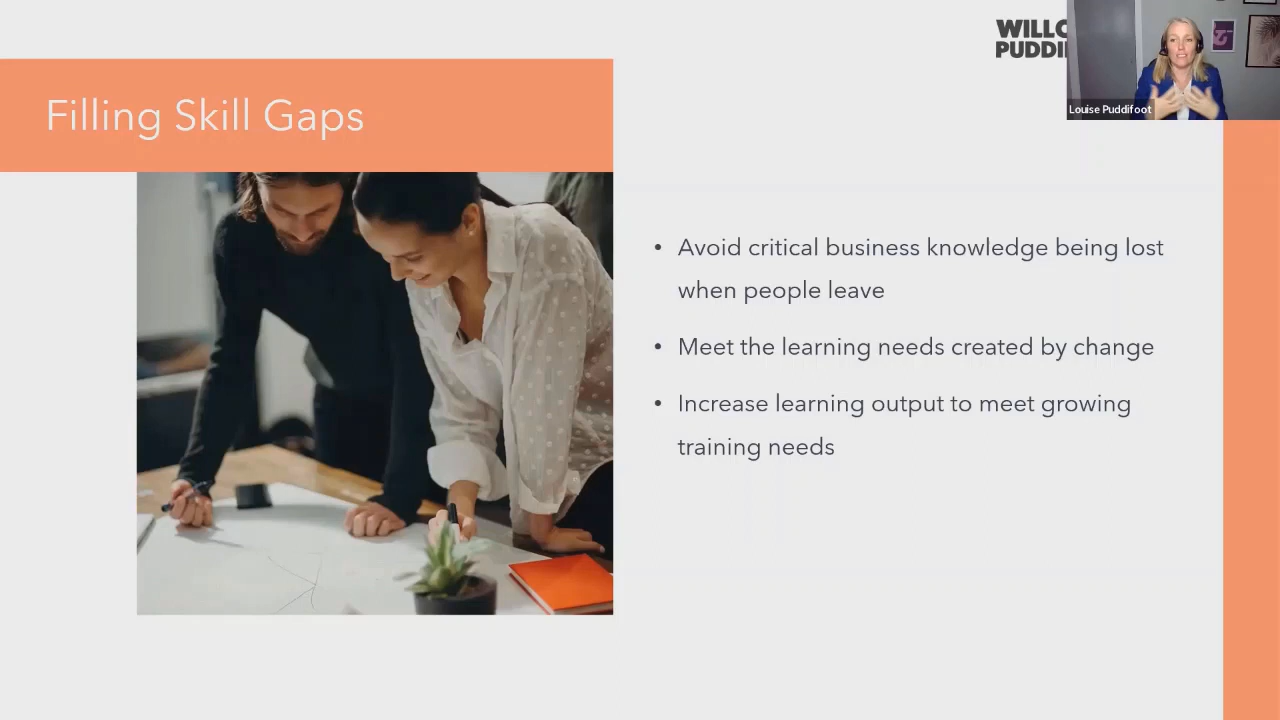 Filling Skill Gaps
Louise Puddifoot
• Avoid critical business knowledge being lost
when people leave
• Meet the learning needs created by change
• Increase learning output to meet growing
training needs